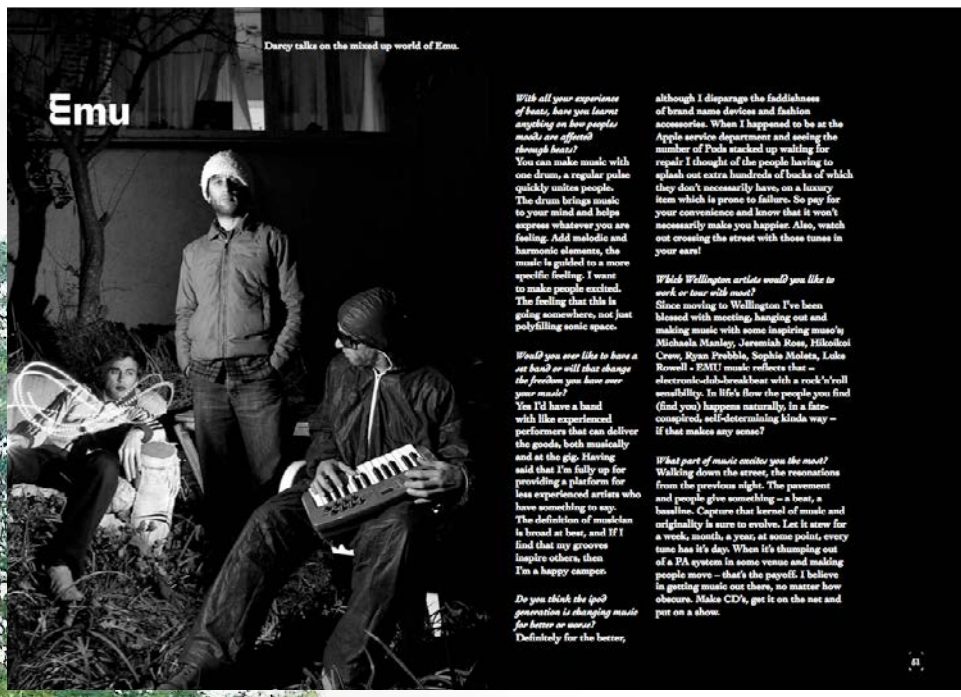 Darcy talks on the mixed up world of Emu.
Emu
With all your experience
of beats, have you learnt
anything on how peoples
moods are affected
through beats?
You can make music with
one drum, a regular pulse
quickly unites people.
The drum brings music
to your mind and helps
express whatever you are
feeling. Add melodic and
harmonic elements, the
music is guided to a more
specific feeling. I want
to make people excited.
The feeling that this is
going somewhere, not just
polyfilling sonic space.
Would you ever like to have a
set band or will that change
the freedom you have over
your music?
Yes I'd have a band
with like experienced
performers that can deliver
the goods, both musically
and at the gig. Having
said that I'm fully up for
providing a platform for
less experienced artists who
have something to say.
The definition of musician
is broad at best, and If I
find that my grooves
inspire others, then
I'm a happy camper.
Do you think the ipod
generation is changing music
for better or worse?
Definitely for the better,
although I disparage the faddishness
of brand name devices and fashion
accessories. When I happened to be at the
Apple service department and seeing the
number of Pods stacked up waiting for
repair I thought of the people having to
splash out extra hundreds of bucks of which
they don't necessarily have, on a luxury
item which is prone to failure. So pay for
your convenience and know that it won't
necessarily make you happier. Also, watch
out crossing the street with those tunes in
your ears!
Which Wellington artists would you like to
work or tour with most?
Since moving to Wellington I've been
blessed with meeting, hanging out and
making music with some inspiring muso's;
Michaela Manley, Jeremiah Ross, Hikoikoi
Crew, Ryan Prebble, Sophie Moleta, Luke
Rowell - EMU music reflects that –
electronic-dub-breakbeat with a rock'n'roll
sensibility. In life's flow the people you find
(find you) happens naturally, in a fate-
conspired, self-determining kinda way –
if that makes any sense?
What part of music excites you the most?
Walking down the street, the resonations
from the previous night. The pavement
and people give something – a beat, a
bassline. Capture that kernel of music and
originality is sure to evolve. Let it stew for
a week, month, a year, at some point, every
tune has it's day. When it's thumping out
of a PA system in some venue and making
people move – that's the payoff. I believe
in getting music out there, no matter how
obscure. Make CD's, get it on the net and
put on a show.